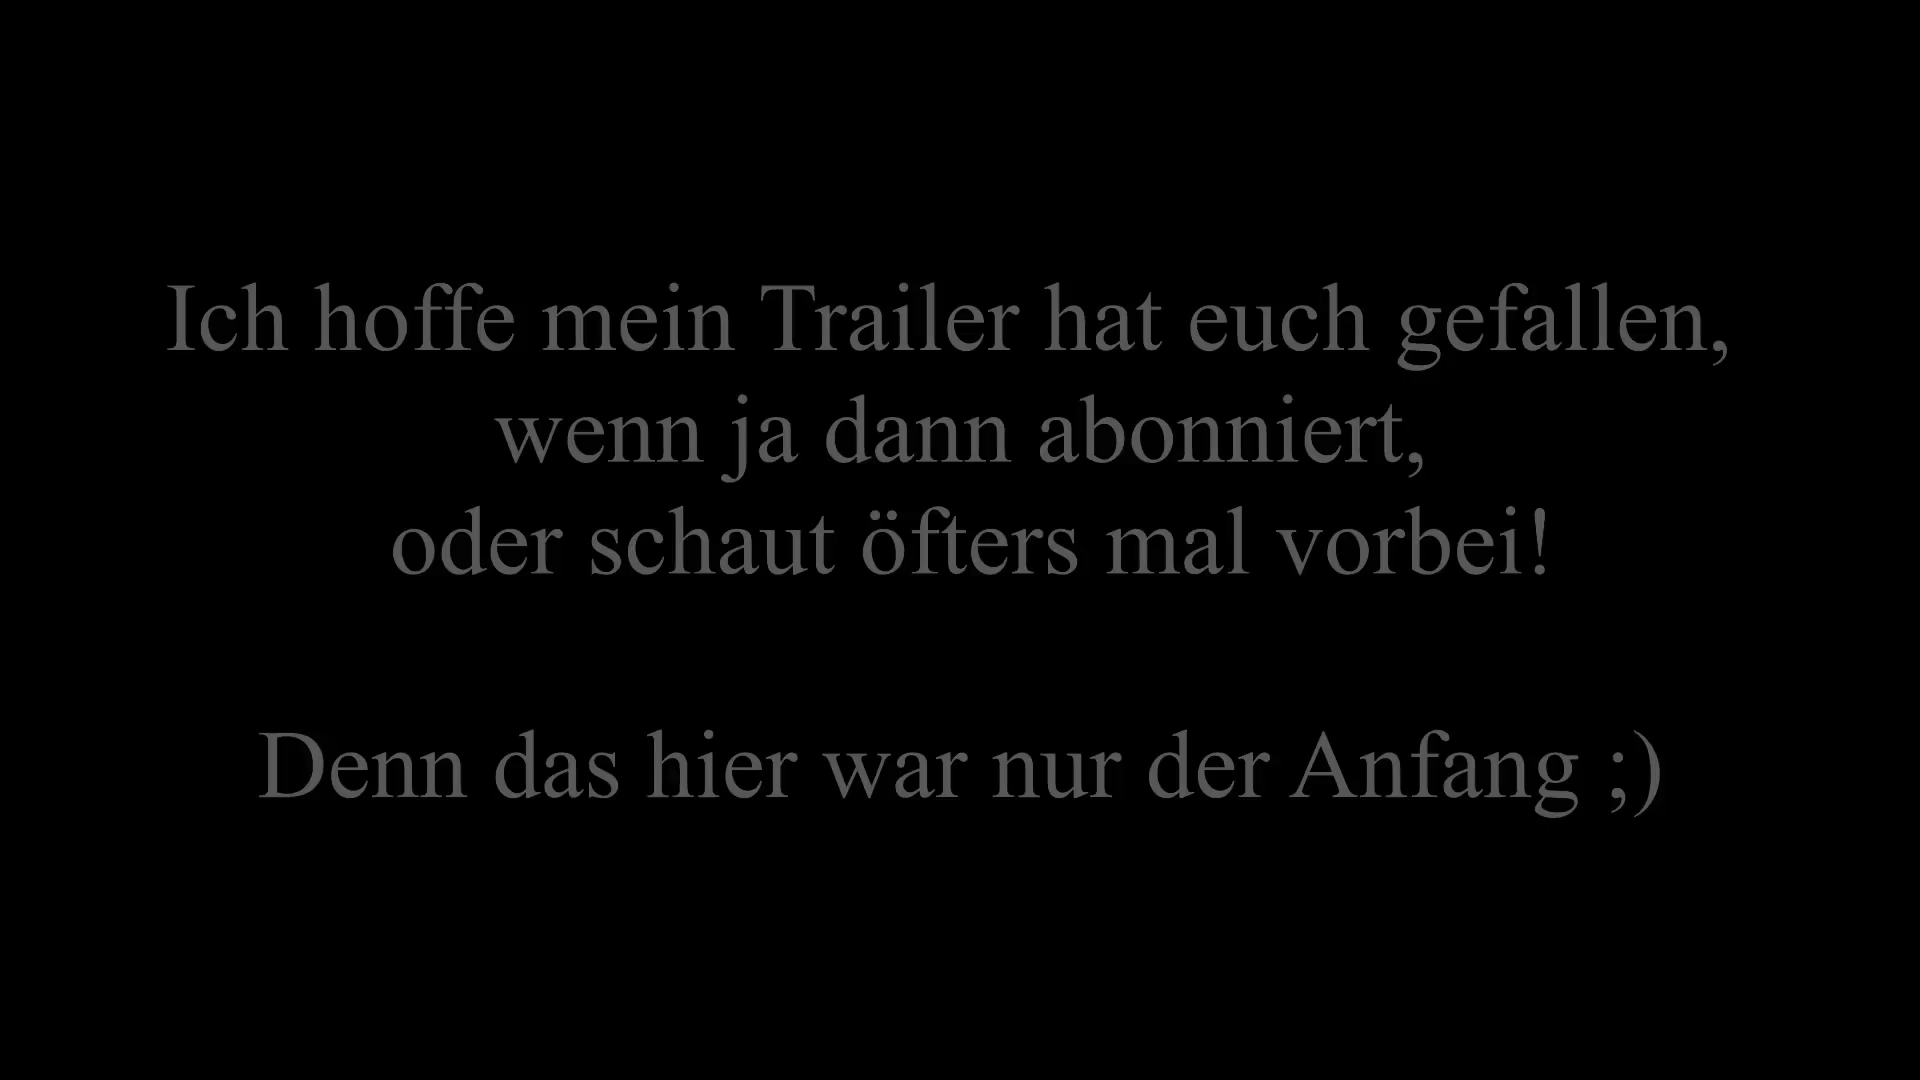 Ich hoffe mein Trailer hat euch gefallen,
wenn ja dann abonniert,
oder schaut öfters mal vorbei!
Denn das hier war nur der Anfang ;)